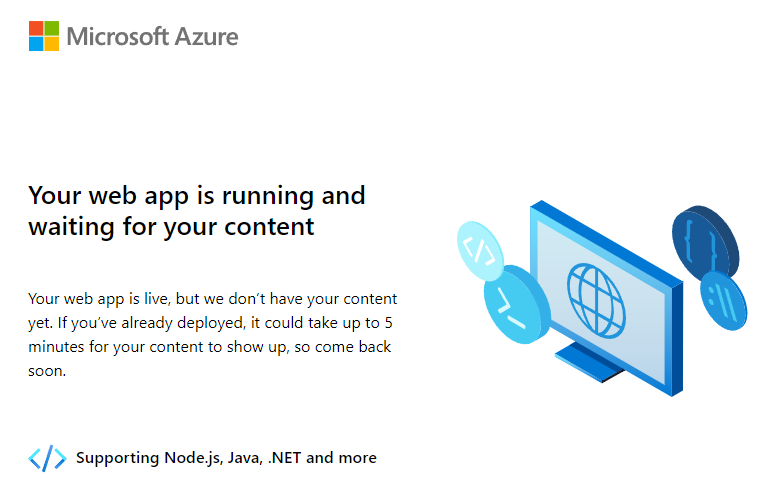 Microsoft Azure
Your web app is running and
waiting for your content
Your web app is live, but we don’t have your content
yet. If you’ve already deployed, it could take up to 5
minutes for your content to show up, so come back
soon.
Supporting Node.js, Java, .NET and more